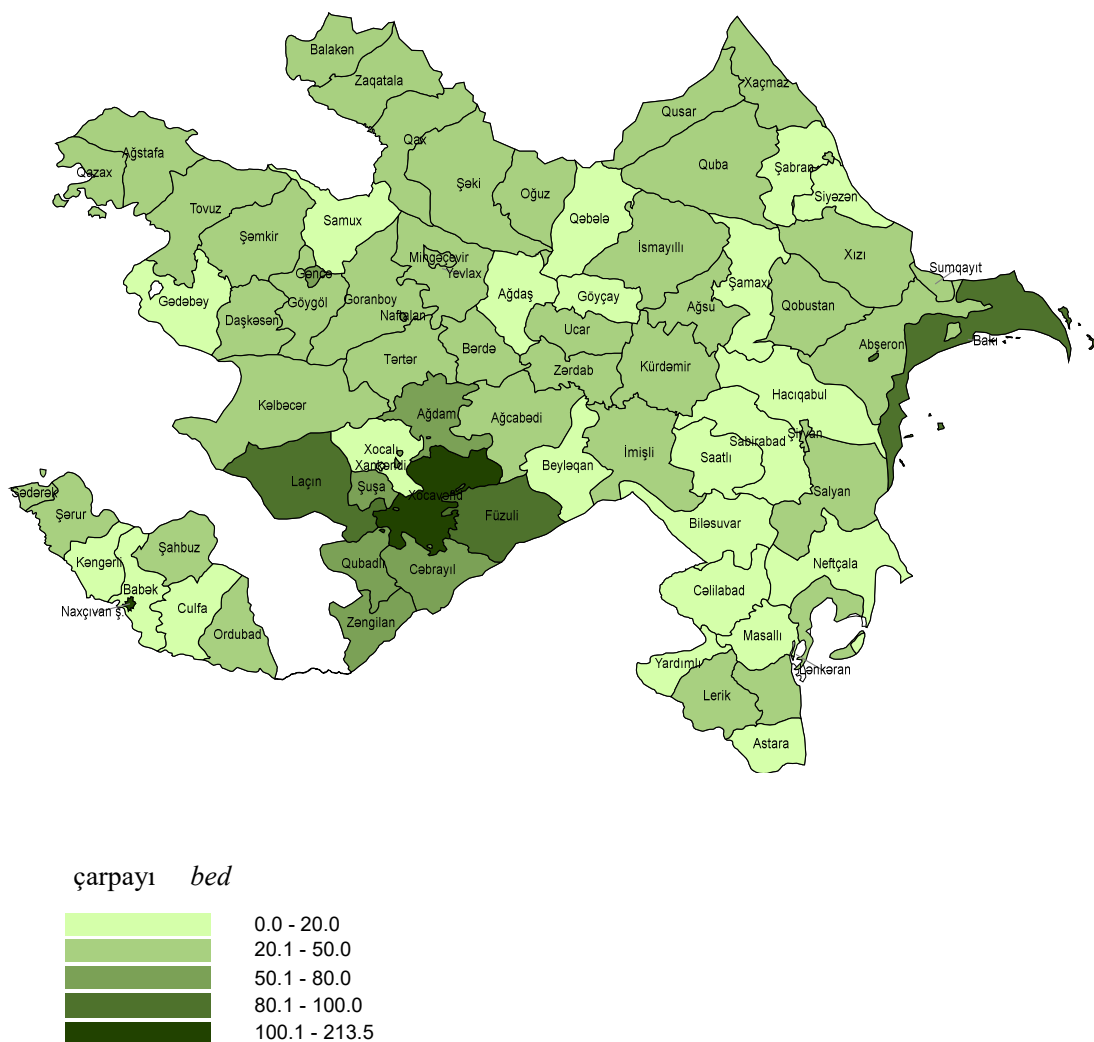 Balakən
Zaqatala
Xaçmaz
Qusar
Qax
Ağstafa
Quba
Şabran
Qazax
Şəki
Oğuz
Siyəzən
Tovuz
Samux
Qəbələ
Şəmkir
İsmayıllı
Xızı
Mingəçevir
Sumqayıt
Gəncə
Yevlax
Şamaxı
Gədəbəy
Göygöl
Goranboy
Ağdaş
Göyçay
Ağsu
Qobustan
Daşkəsən
Naftalan
Ucar
Abşeron
Bakı
Tərtər
Bərdə
Zərdab
Kürdəmir
Hacıqabul
Kəlbəcər
Ağdam
Ağcabədi
Şirvan
Xocalı
Sabirabad
Xankəndi
Beyləqan
İmişli
Saatlı
Laçın
Şuşa
Xocavənd
Salyan
Sədərək
Şərur
Füzuli
Biləsuvar
Şahbuz
Kəngərli
Qubadlı
Cəbrayıl
Neftçala
Babək
Cəlilabad
Naxçıvan ş.
Culfa
Zəngilan
Ordubad
Masallı
Yardımlı
Lənkəran
Lerik
Astara
çarpayı bed
0.0 - 20.0
20.1 - 50.0
50.1 - 80.0
80.1 - 100.0
100.1 - 213.5